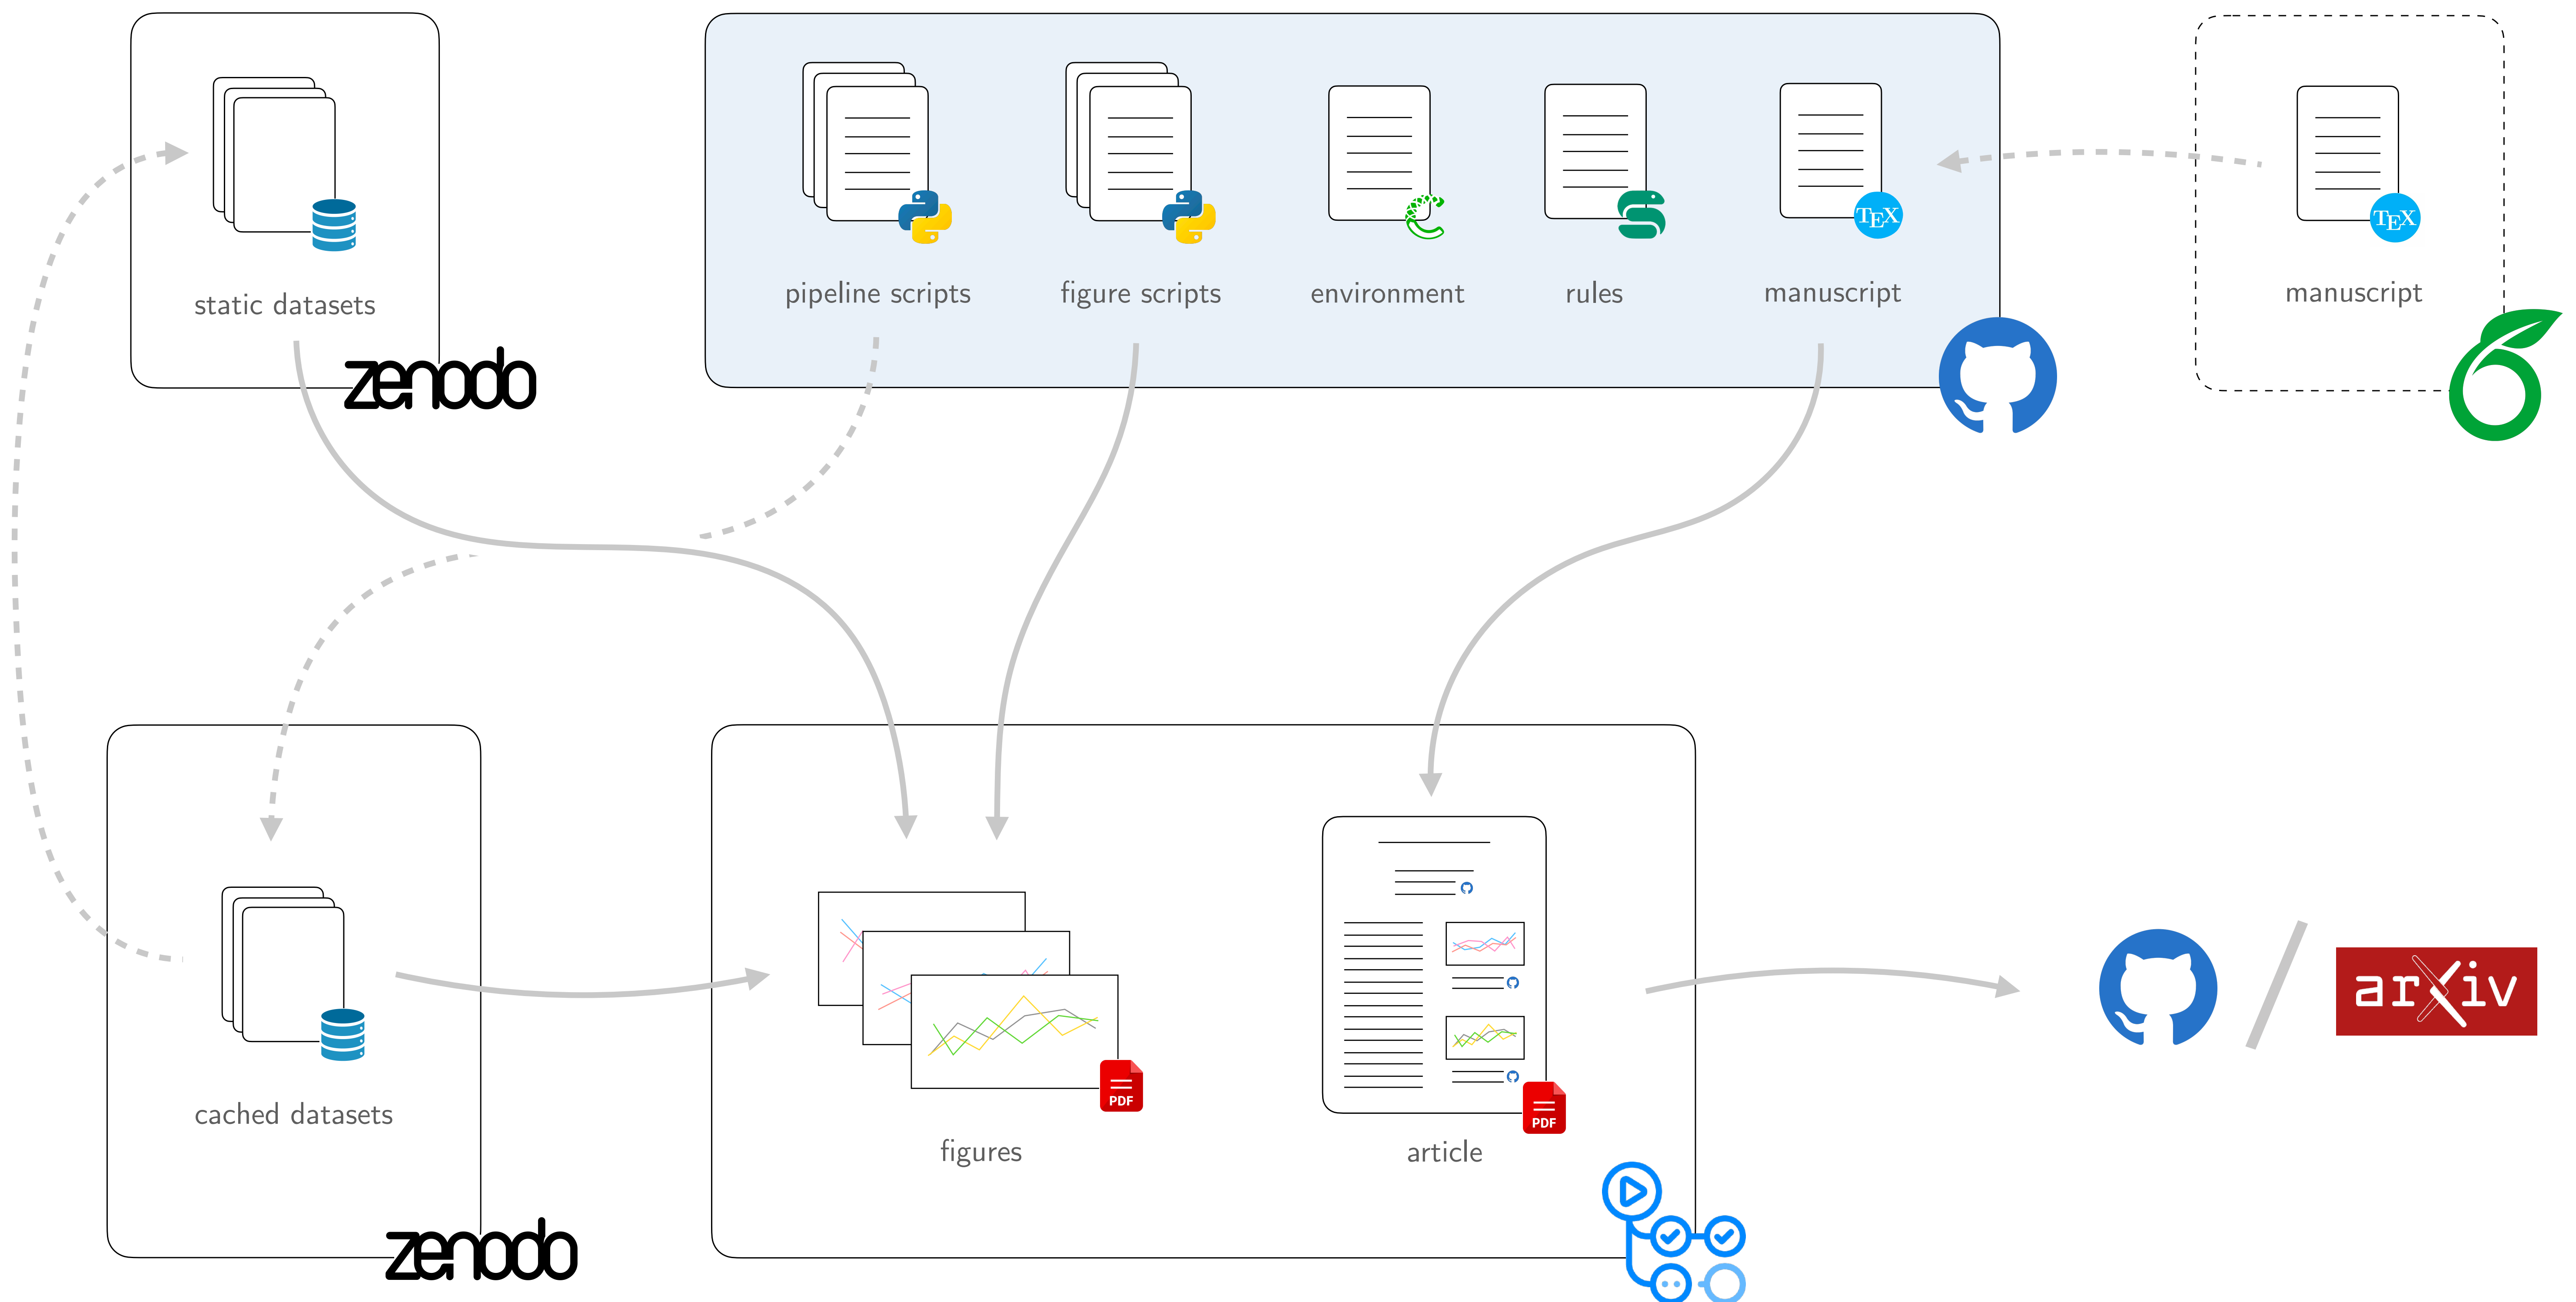 static datasets
zenodo
pipeline scripts
figure scripts
environment
rules
TEX
manuscript
TEX
manuscript
cached datasets
zenodo
PDF
figures
PDF
article
arXiv